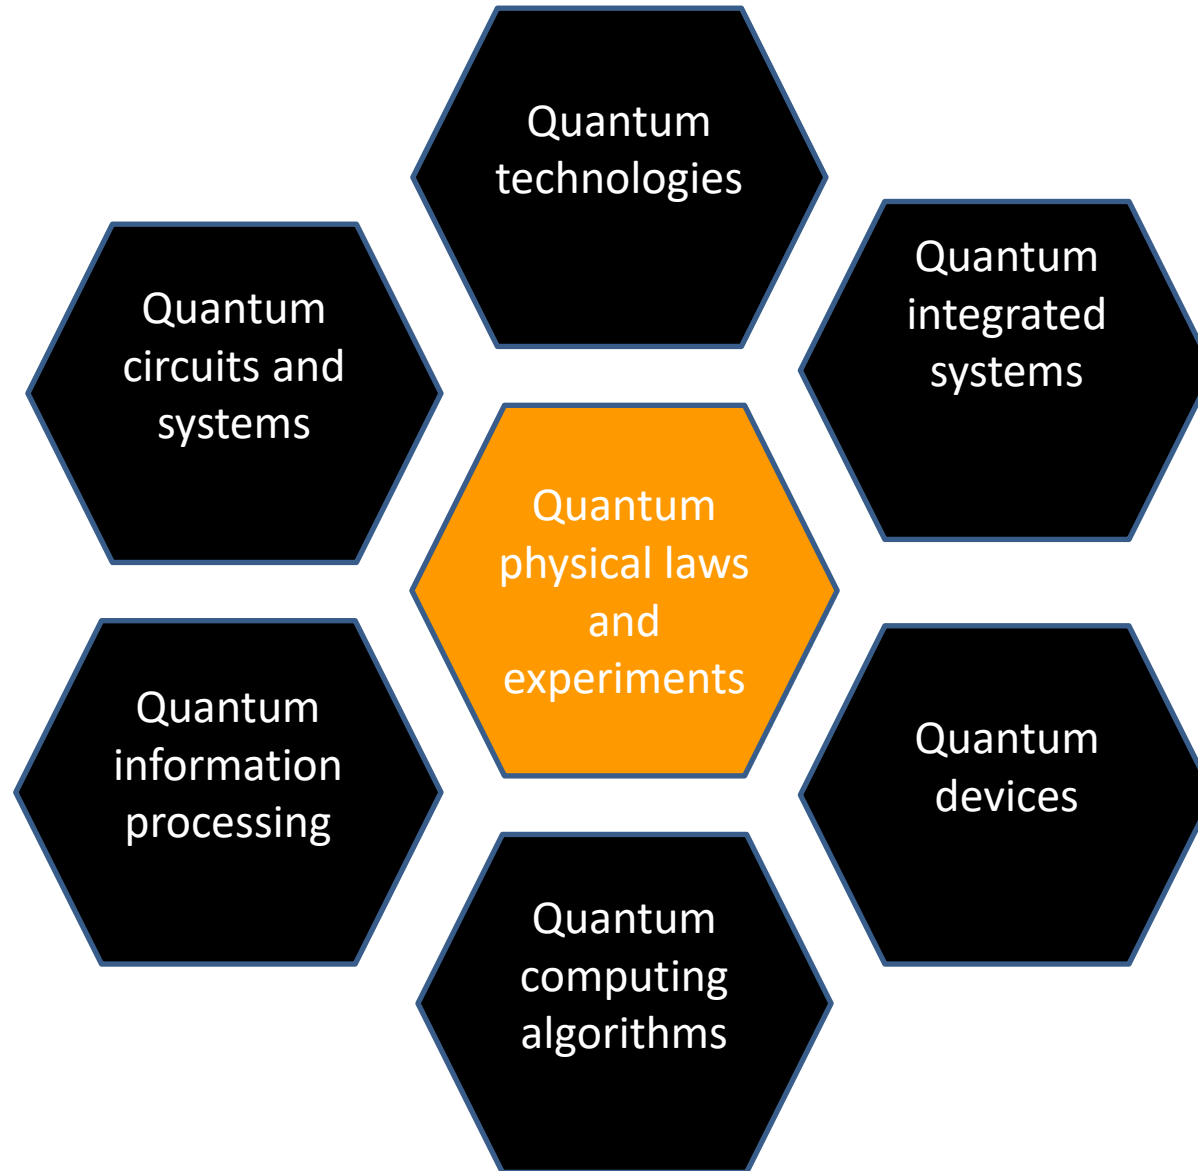 Quantum
technologies
Quantum
integrated
systems
Quantum
circuits and
systems
Quantum
physical laws
and
experiments
Quantum
information
processing
Quantum
devices
Quantum
computing
algorithms